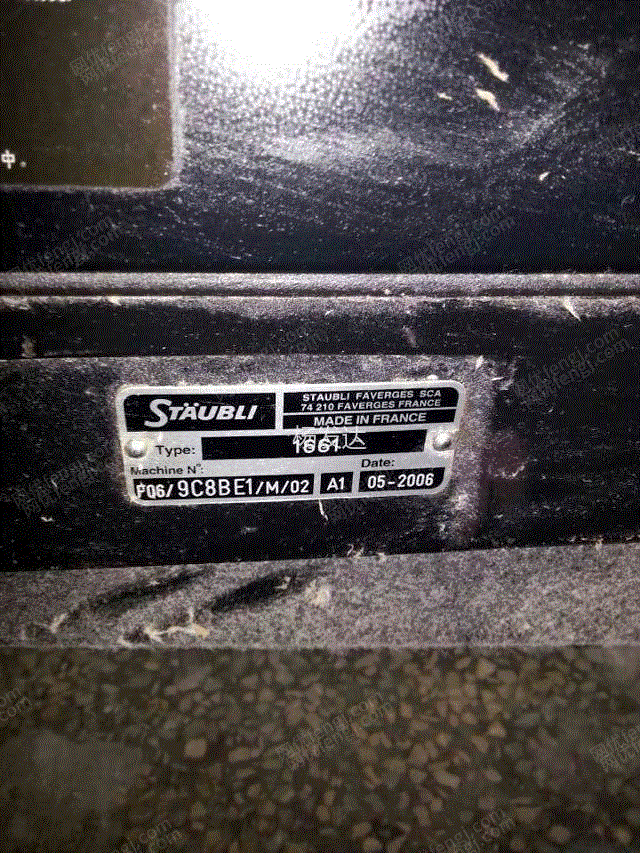 中.
STÄUBLI
STAUBLI FAVERGES SCA
74 210 FAVERGES FRANCE
MADE IN FRANCE
Type: 1661
Machine N°:
Date:
F06/9C8BE1/M/02 A1 05-2006